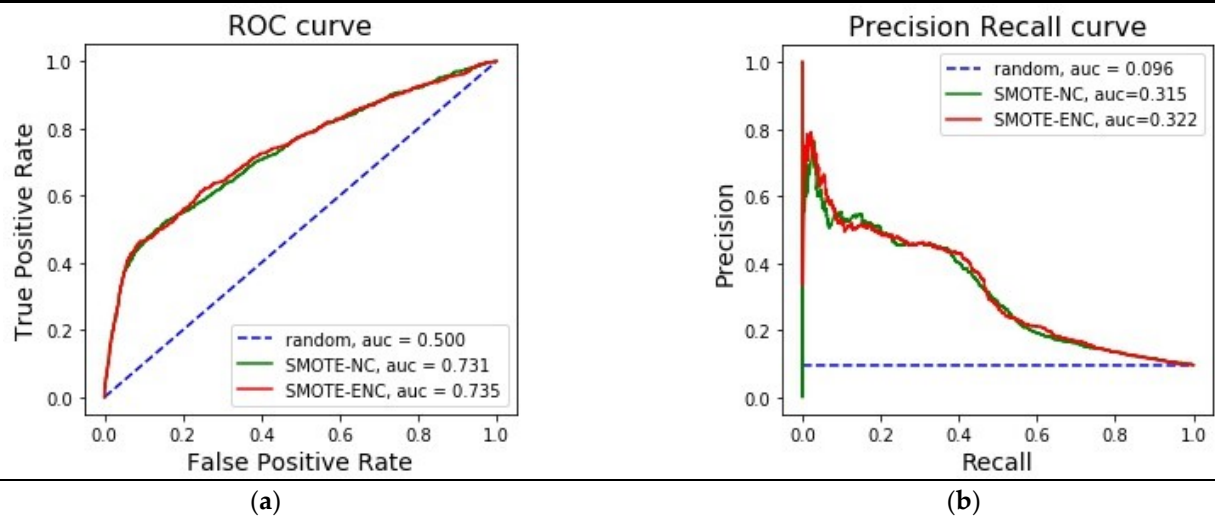 ROC curve
1.0
0.8
0.6
0.4
0.2
0.0
True Positive Rate
random, auc = 0.500
SMOTE-NC, auc = 0.731
SMOTE-ENC, auc = 0.735
0.0 0.2 0.4 0.6 0.8 1.0
False Positive Rate
(a)
Precision Recall curve
1.0
0.8
0.6
0.4
0.2
0.0
Precision
random, auc = 0.096
SMOTE-NC, auc=0.315
SMOTE-ENC, auc=0.322
0.0 0.2 0.4 0.6 0.8 1.0
Recall
(b)